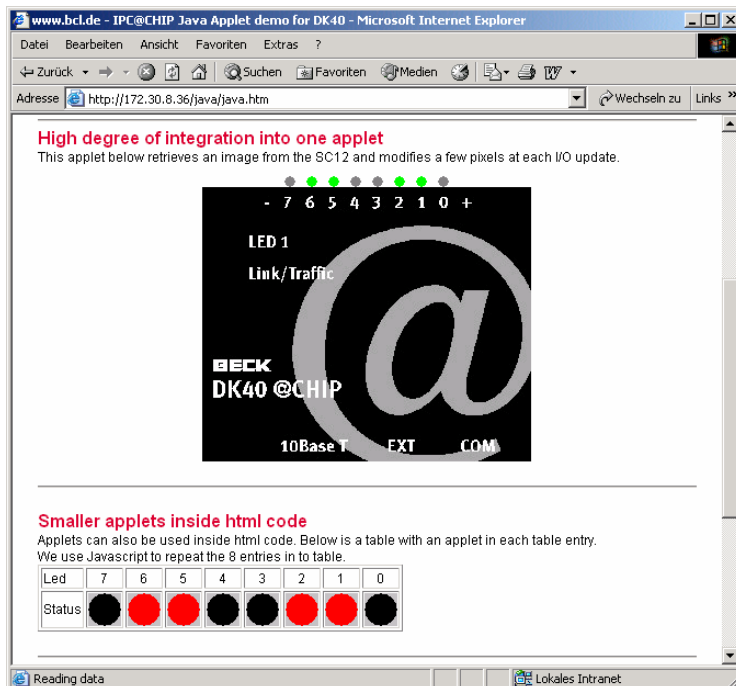 www.bcl.de - IPC@CHIP Java Applet demo for DK40 - Microsoft Internet Explorer
Datei Bearbeiten Ansicht Favoriten Extras ?
Zurück Suchen Favoriten Medien
Adresse http://172.30.8.36/java/java.htm Wechseln zu Links »
High degree of integration into one applet
This applet below retrieves an image from the SC12 and modifies a few pixels at each I/O update.
- 7 6 5 4 3 2 1 0 +
LED 1
Link/Traffic
@
BECK
DK40 @CHIP
10Base T EXT COM
Smaller applets inside html code
Applets can also be used inside html code. Below is a table with an applet in each table entry.
We use Javascript to repeat the 8 entries in to table.
Led 7 6 5 4 3 2 1 0
Status
Reading data Lokales Intranet